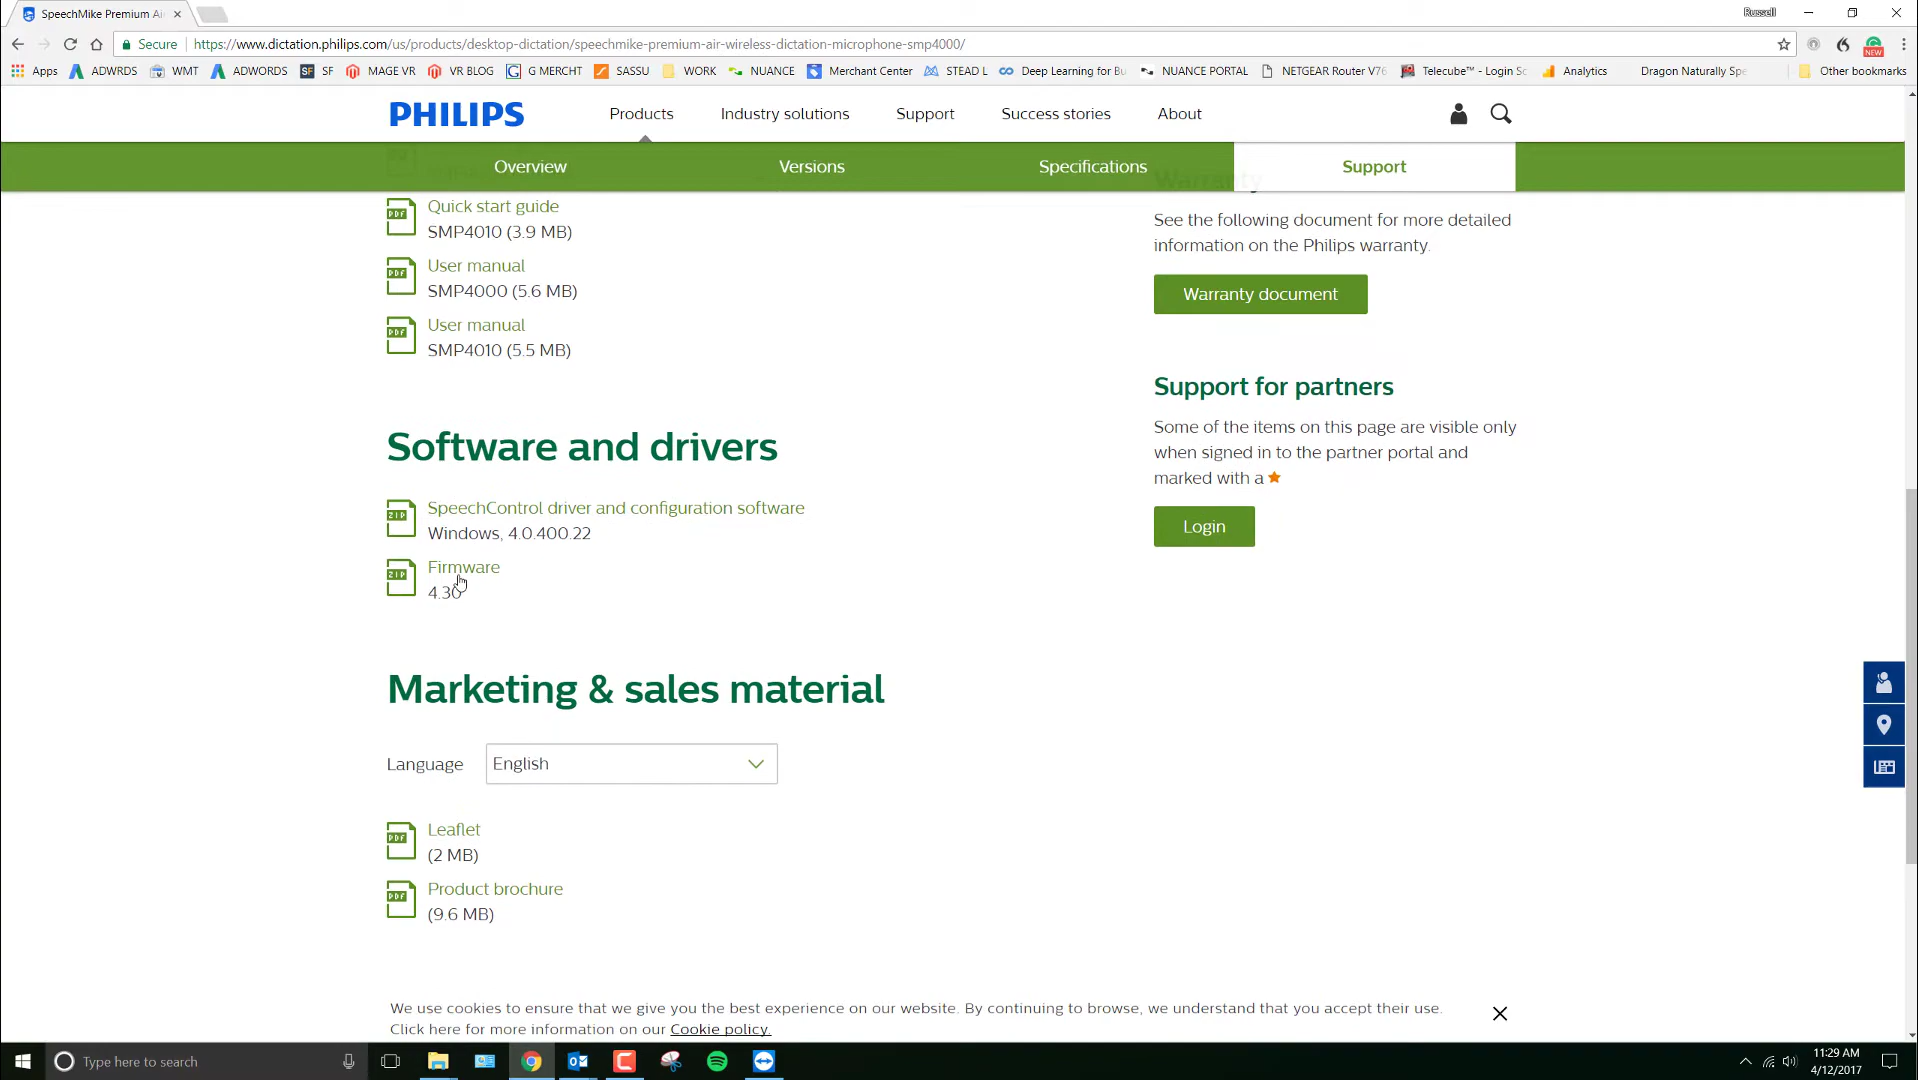 SpeechMike Premium Air
Russell
Secure
https://www.dictation.philips.com/us/products/desktop-dictation/speechmike-premium-air-wireless-dictation-microphone-smp4000/
NEW
Apps ADWRDS WMT ADWORDS SF MAGE VR VR BLOG G MERCHT SASSU WORK NUANCE Merchant Center STEAD L Deep Learning for Bu NUANCE PORTAL NETGEAR Router V76 Telecube™ - Login Sc Analytics Dragon Naturally Spe Other bookmarks
PHILIPS Products Industry solutions Support Success stories About
Overview Versions Specifications Support
Warranty
Quick start guide
SMP4010 (3.9 MB)
User manual
SMP4000 (5.6 MB)
User manual
SMP4010 (5.5 MB)
See the following document for more detailed
information on the Philips warranty.
Warranty document
Support for partners
Some of the items on this page are visible only
when signed in to the partner portal and
marked with a
Login
Software and drivers
SpeechControl driver and configuration software
Windows, 4.0.400.22
Firmware
4.30
Marketing & sales material
Language English
Leaflet
(2 MB)
Product brochure
(9.6 MB)
We use cookies to ensure that we give you the best experience on our website. By continuing to browse, we understand that you accept their use.
Click here for more information on our Cookie policy.
Type here to search
11:29 AM
4/12/2017